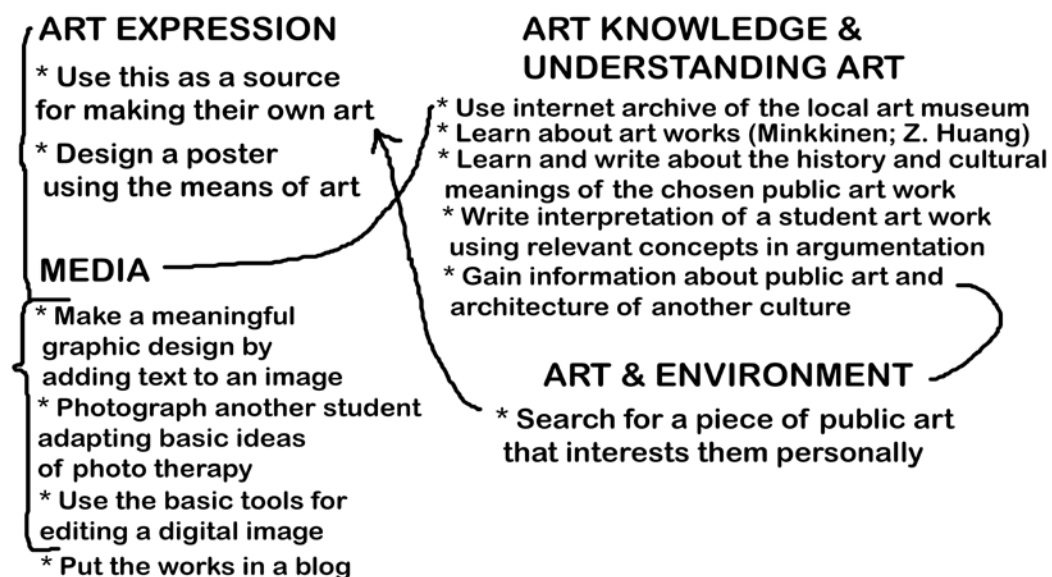 ART EXPRESSION
* Use this as a source
for making their own art
* Design a poster
using the means of art
MEDIA
* Make a meaningful
graphic design by
adding text to an image
* Photograph another student
adapting basic ideas
of photo therapy
* Use the basic tools for
editing a digital image
* Put the works in a blog
ART KNOWLEDGE &
UNDERSTANDING ART
* Use internet archive of the local art museum
* Learn about art works (Minkkinen; Z. Huang)
* Learn and write about the history and cultural
meanings of the chosen public art work
* Write interpretation of a student art work
using relevant concepts in argumentation
* Gain information about public art and
architecture of another culture
ART & ENVIRONMENT
* Search for a piece of public art
that interests them personally